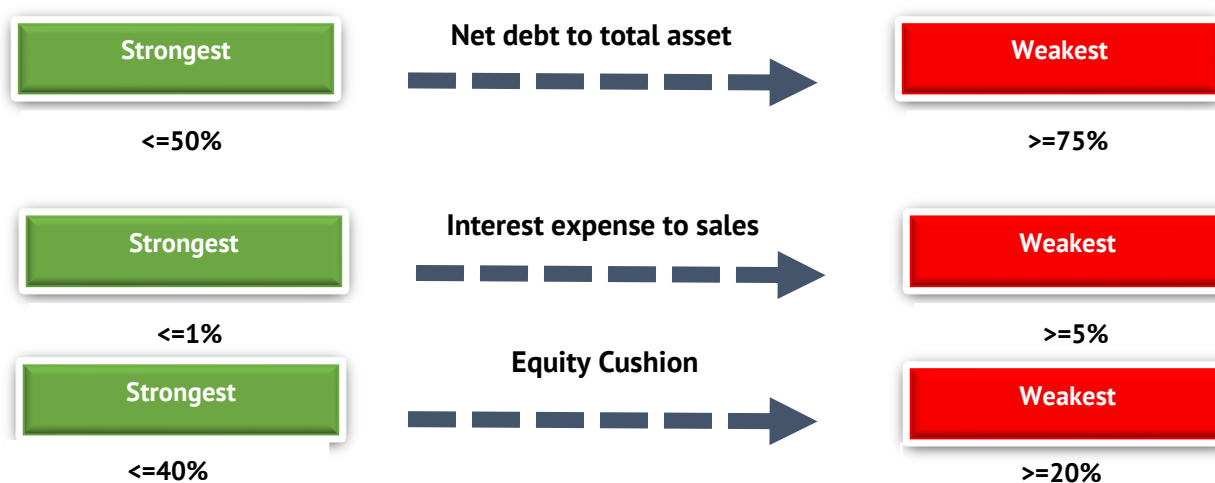 Net debt to total asset
Strongest
Weakest
<=50%
>=75%
Interest expense to sales
Strongest
Weakest
<=1%
>=5%
Equity Cushion
Strongest
Weakest
<=40%
>=20%